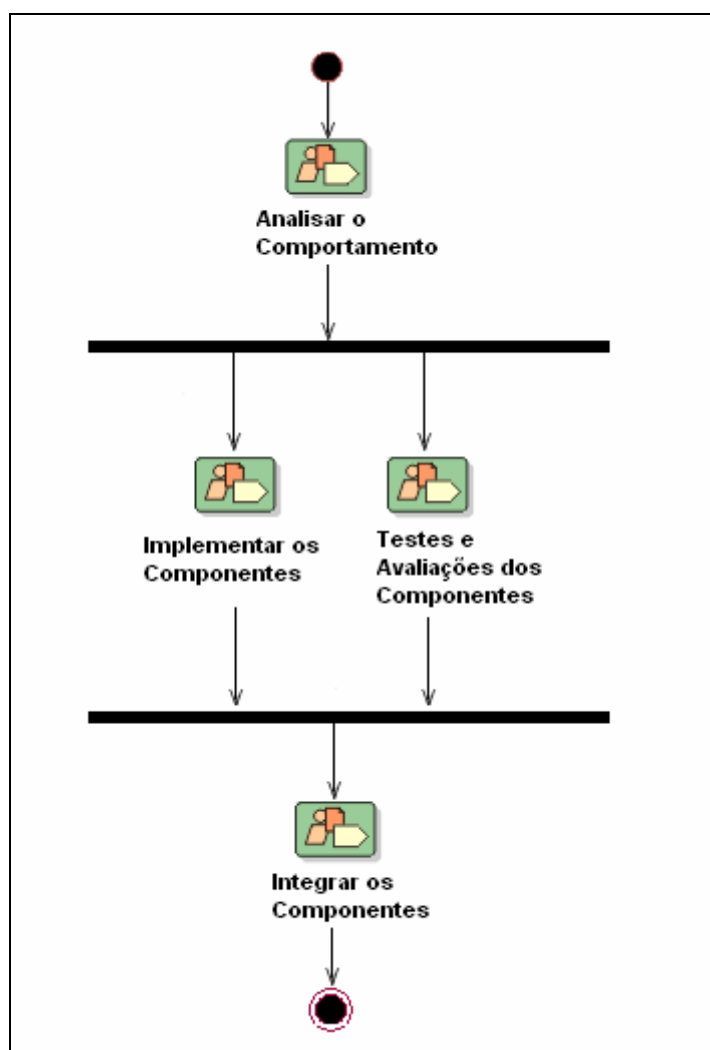 Analisar o
Comportamento
Implementar os
Componentes
Testes e
Avaliações dos
Componentes
Integrar os
Componentes